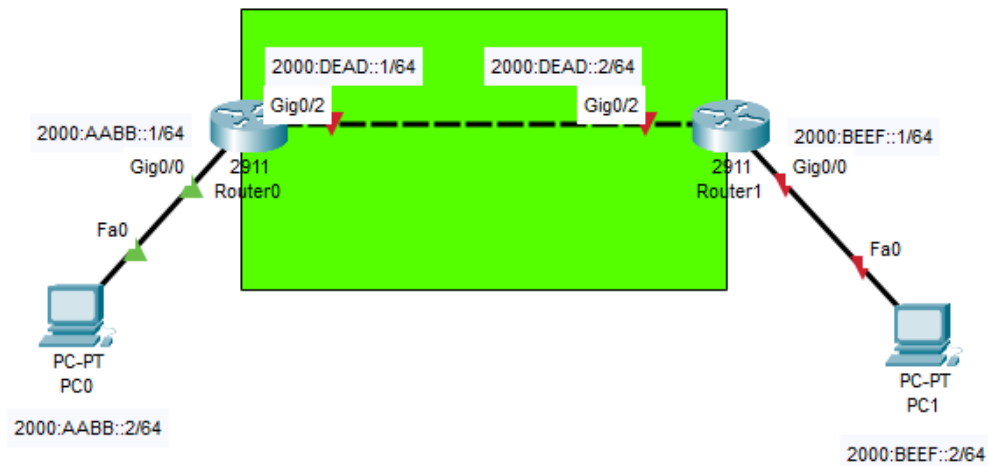 2000:DEAD::1/64
2000:DEAD::2/64
Gig0/2
Gig0/2
2000:AABB::1/64
2000:BEEF::1/64
Gig0/0
2911
Router0
2911
Router1
Gig0/0
Fa0
Fa0
PC-PT
PC0
PC-PT
PC1
2000:AABB::2/64
2000:BEEF::2/64